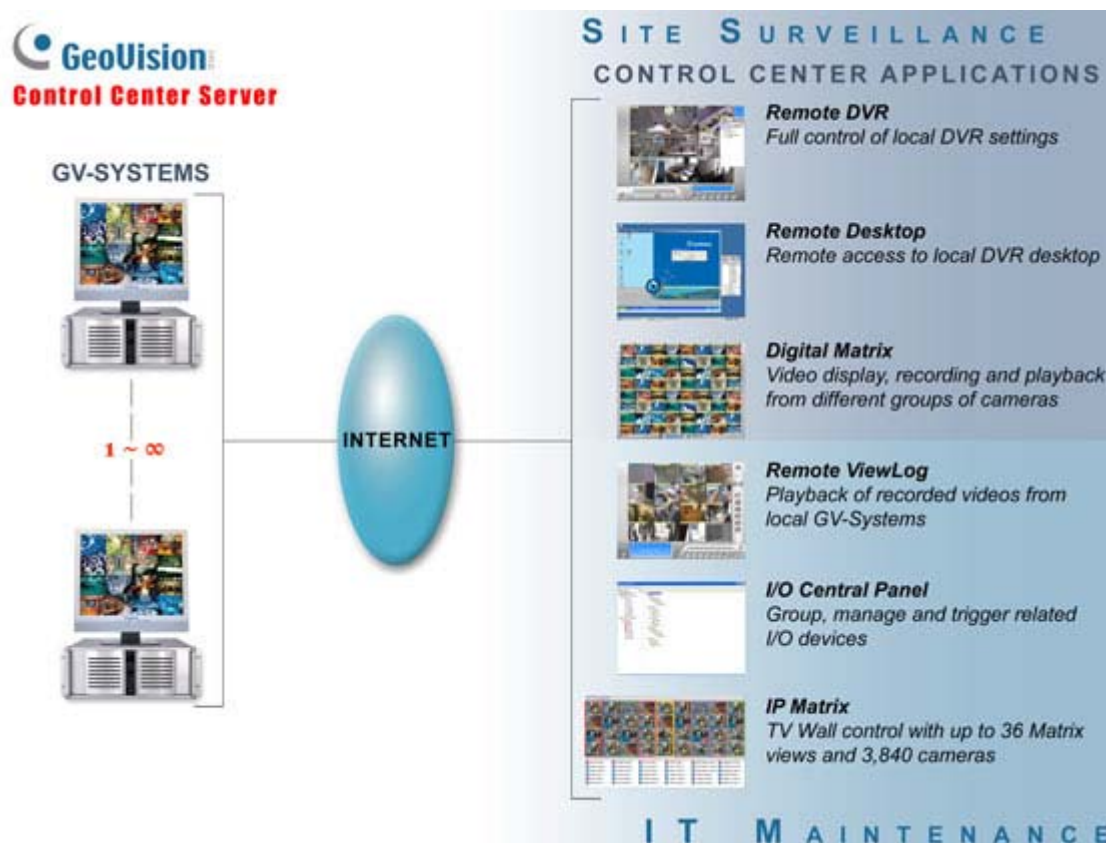 GeoVision
Control Center Server
GV-SYSTEMS
1 ~ ∞
INTERNET
SITE SURVEILLANCE
CONTROL CENTER APPLICATIONS
Remote DVR
Full control of local DVR settings
Remote Desktop
Remote access to local DVR desktop
Digital Matrix
Video display, recording and playback
from different groups of cameras
Remote ViewLog
Playback of recorded videos from
local GV-Systems
I/O Central Panel
Group, manage and trigger related
I/O devices
IP Matrix
TV Wall control with up to 36 Matrix
views and 3,840 cameras
IT MAINTENANCE